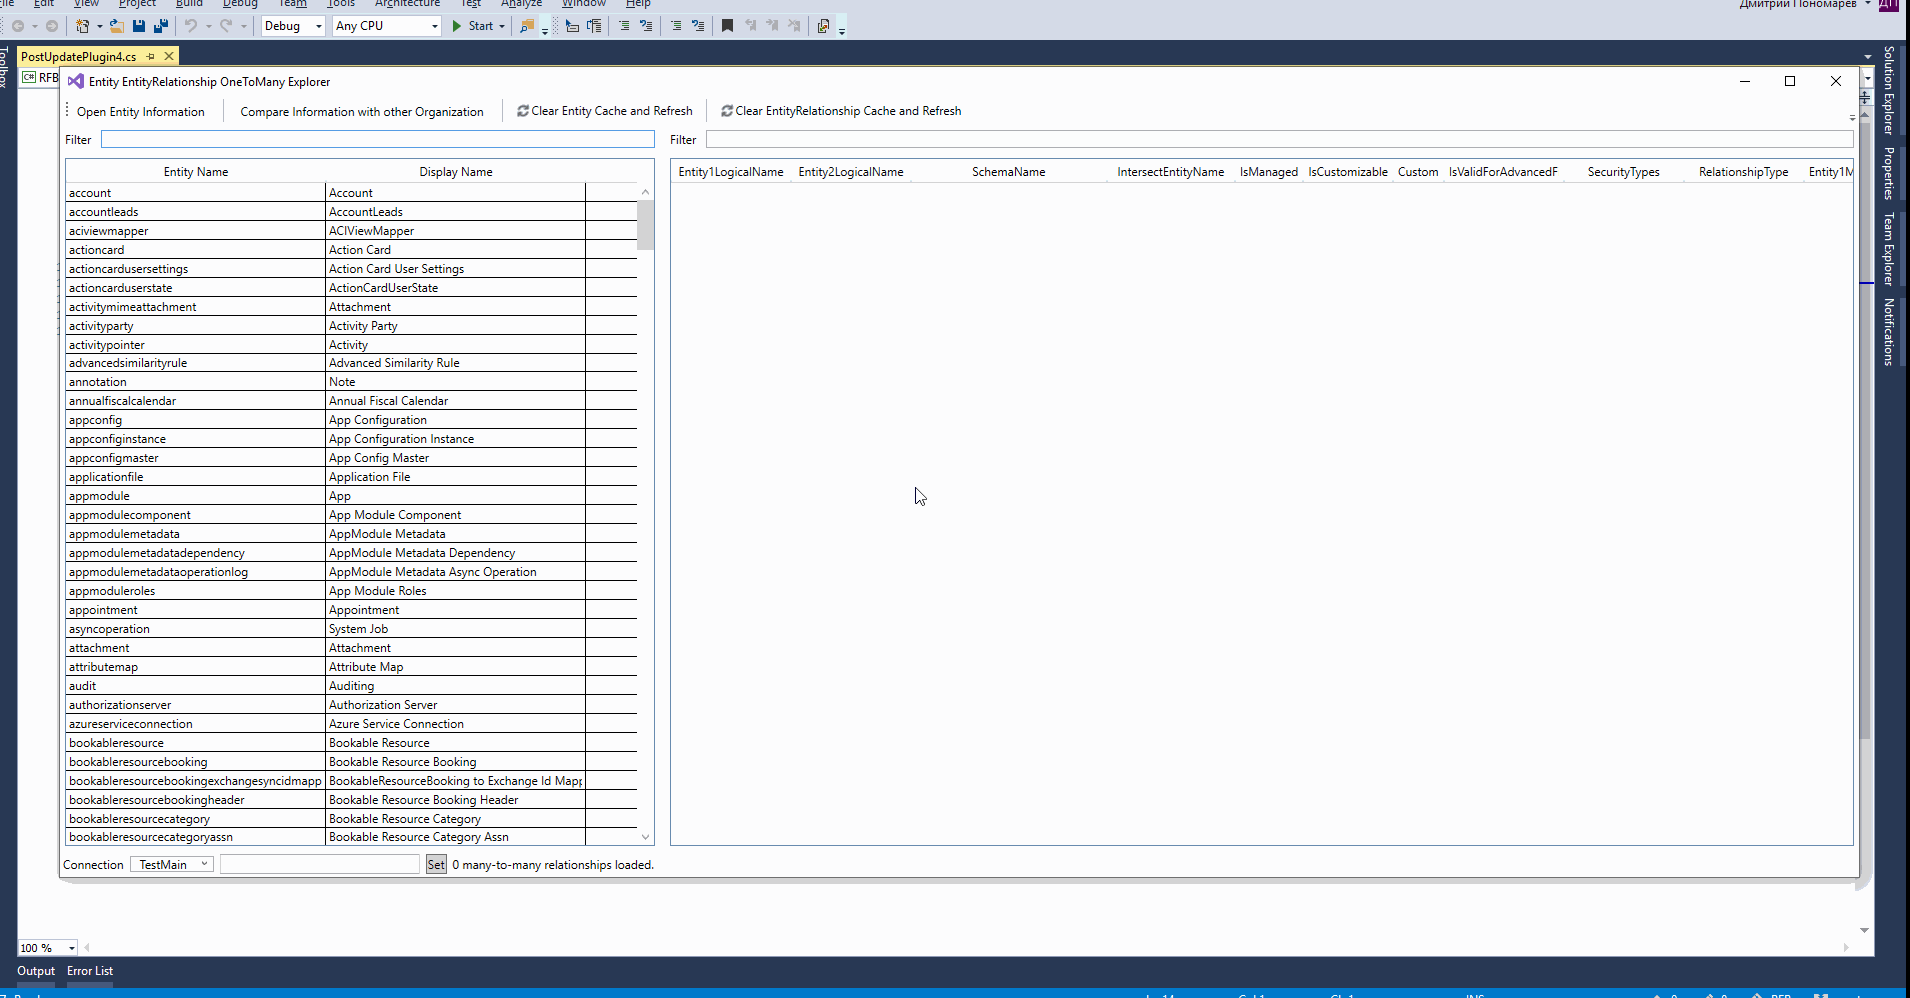 File Edit View Project Build Debug Team Tools Architecture Test Analyze Window Help
Дмитрий Пономарев ДП
Debug Any CPU Start
Toolbox
PostUpdatePlugin4.cs
C# RFB
Entity EntityRelationship OneToMany Explorer
Open Entity Information Compare Information with other Organization Clear Entity Cache and Refresh Clear EntityRelationship Cache and Refresh
Filter Filter
Entity Name Display Name Entity1LogicalName Entity2LogicalName SchemaName IntersectEntityName IsManaged IsCustomizable Custom IsValidForAdvancedF SecurityTypes RelationshipType Entity1M
account Account
accountleads AccountLeads
aciviewmapper ACIViewMapper
actioncard Action Card
actioncardusersettings Action Card User Settings
actioncarduserstate ActionCardUserState
activitymimeattachment Attachment
activityparty Activity Party
activitypointer Activity
advancedsimilarityrule Advanced Similarity Rule
annotation Note
annualfiscalcalendar Annual Fiscal Calendar
appconfig App Configuration
appconfiginstance App Configuration Instance
appconfigmaster App Config Master
applicationfile Application File
appmodule App
appmodulecomponent App Module Component
appmodulemetadata AppModule Metadata
appmodulemetadatadependency AppModule Metadata Dependency
appmodulemetadataoperationlog AppModule Metadata Async Operation
appmoduleroles App Module Roles
appointment Appointment
asyncoperation System Job
attachment Attachment
attributemap Attribute Map
audit Auditing
authorizationserver Authorization Server
azureserviceconnection Azure Service Connection
bookableresource Bookable Resource
bookableresourcebooking Bookable Resource Booking
bookableresourcebookingexchangesyncidmapp BookableResourceBooking to Exchange Id Mapp
bookableresourcebookingheader Bookable Resource Booking Header
bookableresourcecategory Bookable Resource Category
bookableresourcecategoryassn Bookable Resource Category Assn
Connection TestMain Set 0 many-to-many relationships loaded.
Solution Explorer
Properties
Team Explorer
Notifications
100 %
Output Error List